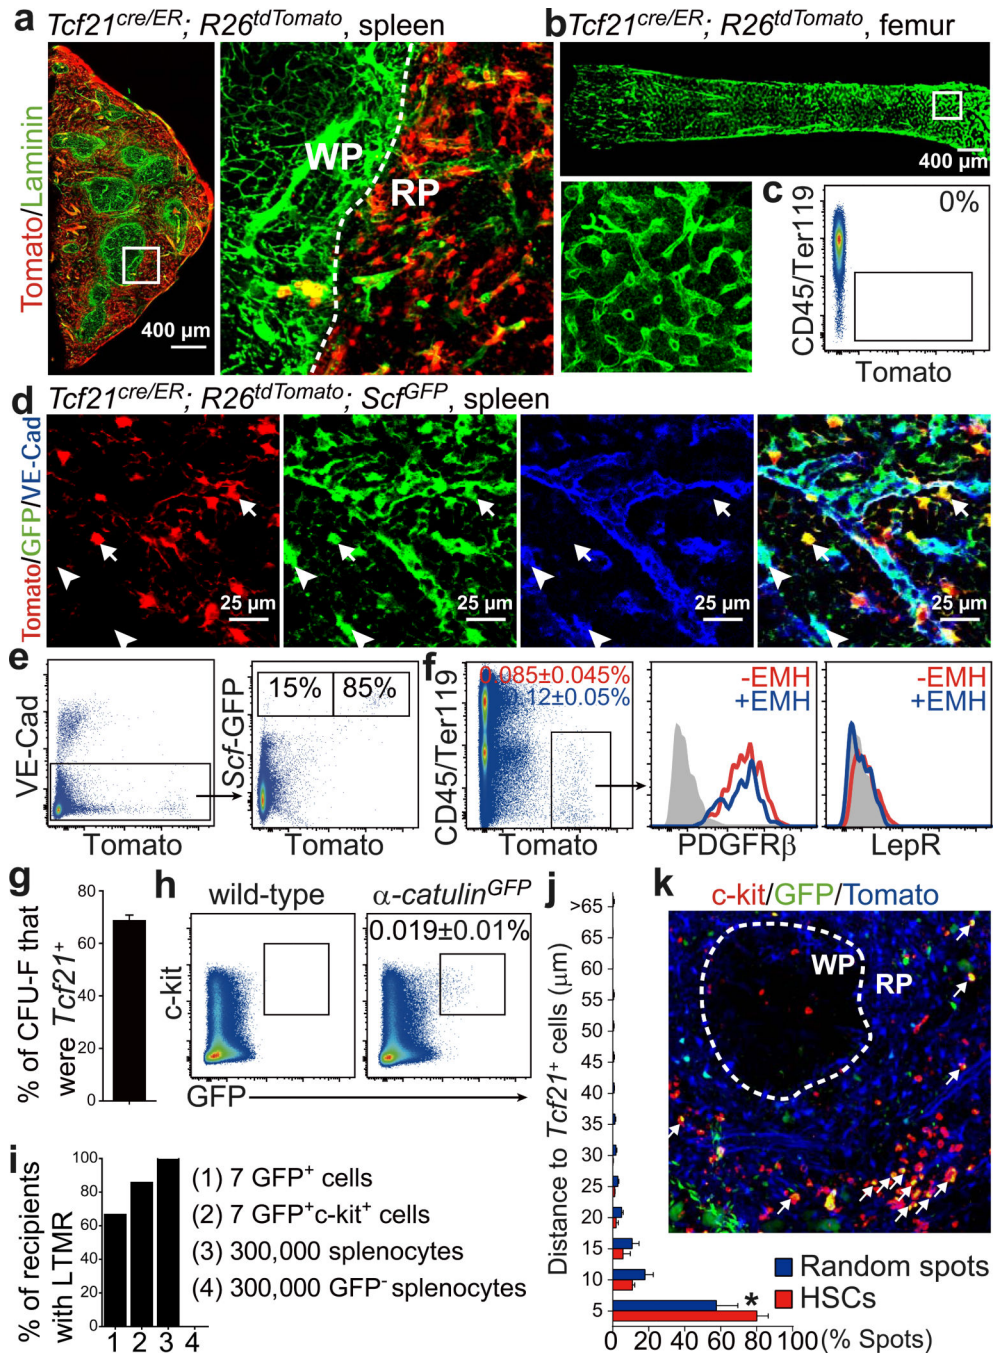 a Tcf21cre/ER; R26tdTomato, spleen
Tomato/Laminin
400 µm
WP
RP
b Tcf21cre/ER; R26tdTomato, femur
400 µm
c
0%
CD45/Ter119
Tomato
d Tcf21cre/ER; R26tdTomato; ScfGFP, spleen
Tomato/GFP/VE-Cad
25 µm
25 µm
25 µm
25 µm
e
VE-Cad
Tomato
Scf-GFP
15%
85%
Tomato
f
CD45/Ter119
0.085±0.045%
12±0.05%
Tomato
-EMH
+EMH
PDGFRβ
-EMH
+EMH
LepR
g
% of CFU-F that
were Tcf21+
80
60
40
20
0
h
wild-type
α-catulinGFP
0.019±0.01%
c-kit
GFP
i
% of recipients
with LTMR
100
80
60
40
20
0
1 2 3 4
(1) 7 GFP+ cells
(2) 7 GFP+c-kit+ cells
(3) 300,000 splenocytes
(4) 300,000 GFP- splenocytes
j
Distance to Tcf21+ cells (µm)
>65
65
60
55
50
45
40
35
30
25
20
15
10
5
*
0 20 40 60 80 100 (% Spots)
Random spots
HSCs
k
c-kit/GFP/Tomato
WP
RP